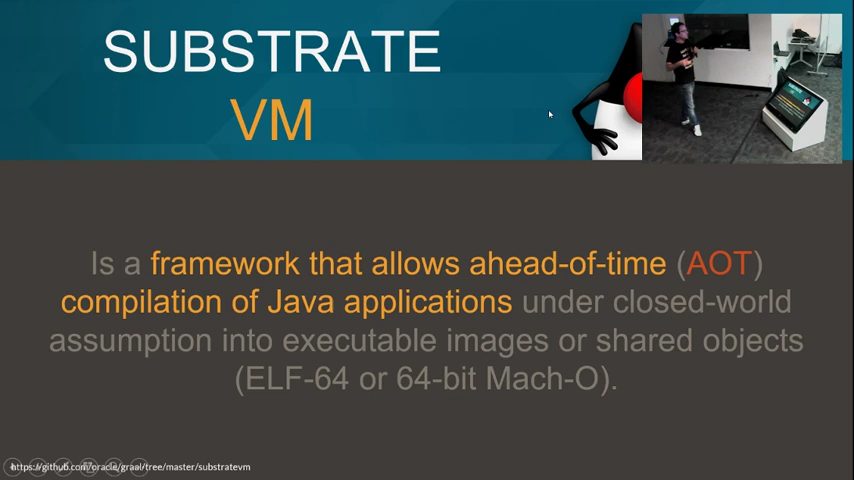 SUBSTRATE
VM
Is a framework that allows ahead-of-time (AOT)
compilation of Java applications under closed-world
assumption into executable images or shared objects
(ELF-64 or 64-bit Mach-O).
https://github.com/oracle/graal/tree/master/substratevm